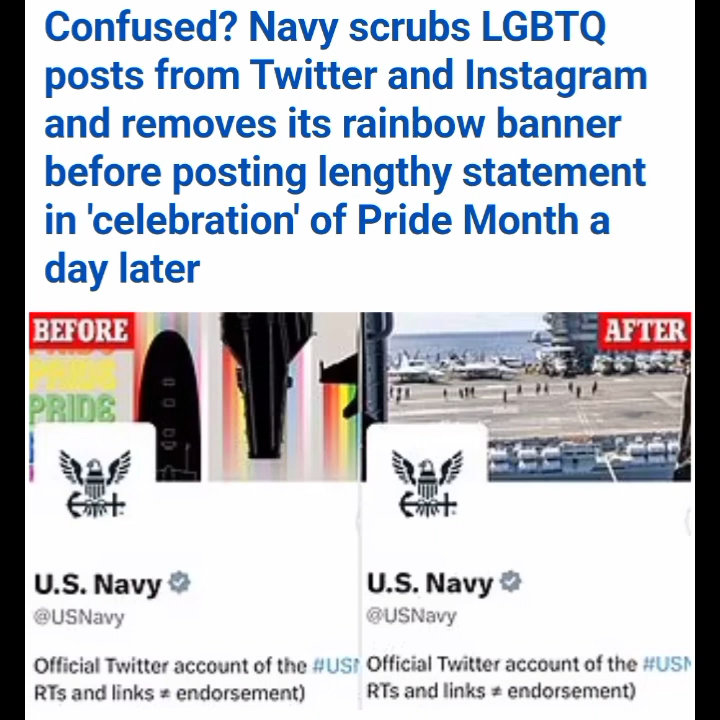 Confused? Navy scrubs LGBTQ
posts from Twitter and Instagram
and removes its rainbow banner
before posting lengthy statement
in 'celebration' of Pride Month a
day later
BEFORE
AFTER
PRIDE
PRIDE
U.S. Navy
@USNavy
Official Twitter account of the #USN
RTs and links ≠ endorsement)
U.S. Navy
@USNavy
Official Twitter account of the #USN
RTs and links ≠ endorsement)